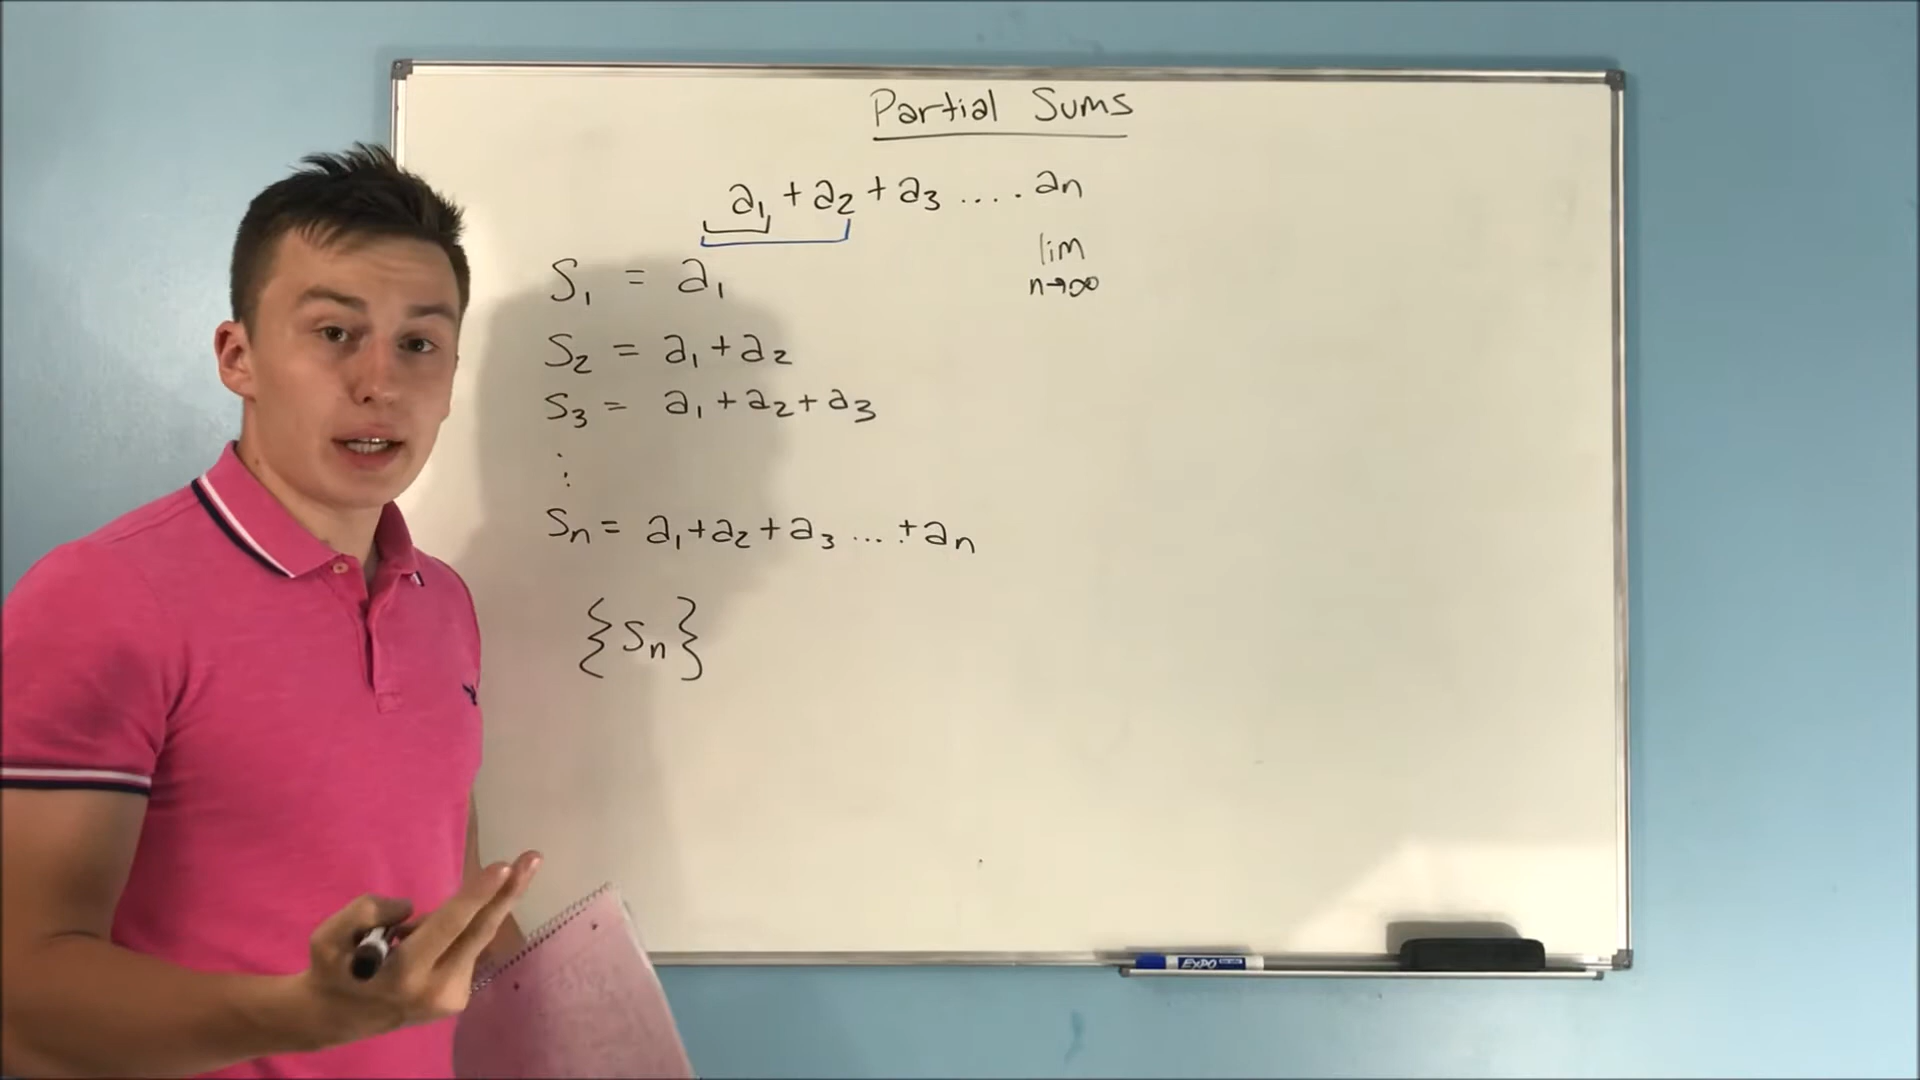 Partial Sums
a₁ + a₂ + a₃ .... aₙ
lim
n→∞
S₁ = a₁
S₂ = a₁ + a₂
S₃ = a₁ + a₂ + a₃
⋮
Sₙ = a₁ + a₂ + a₃ ... + aₙ
{Sₙ}
EXPO